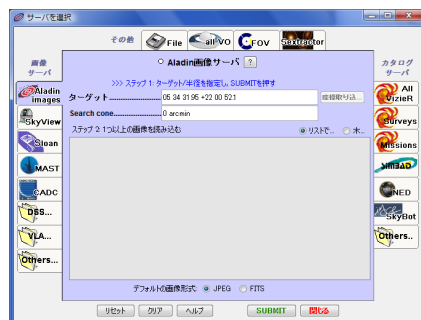 サーバを選択
その他 File allVO FOV Sextractor
画像サーバ
カタログサーバ
Aladin images
SkyView
Sloan
MAST
CADC
DSS...
VLA...
Others...
Aladin画像サーバ ?
>>> ステップ 1: ターゲット/半径を指定し, SUBMITを押す
ターゲット 05 34 31.95 +22 00 52.1
Search cone 0 arcmin
ステップ 2: 1つ以上の画像を読み込む リストで... 木...
デフォルトの画像形式: JPEG FITS
リセット クリア ヘルプ SUBMIT 閉じる
All VizieR
Surveys
Missions
SIMBAD
NED
SkyBot
Others..